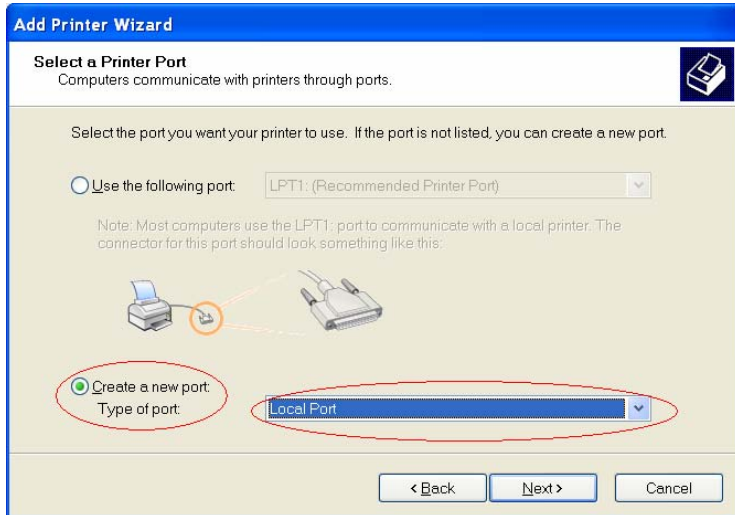 Add Printer Wizard
Select a Printer Port
Computers communicate with printers through ports.
Select the port you want your printer to use. If the port is not listed, you can create a new port.
Use the following port: LPT1: (Recommended Printer Port)
Note: Most computers use the LPT1: port to communicate with a local printer. The
connector for this port should look something like this:
Create a new port:
Type of port: Local Port
< Back Next > Cancel